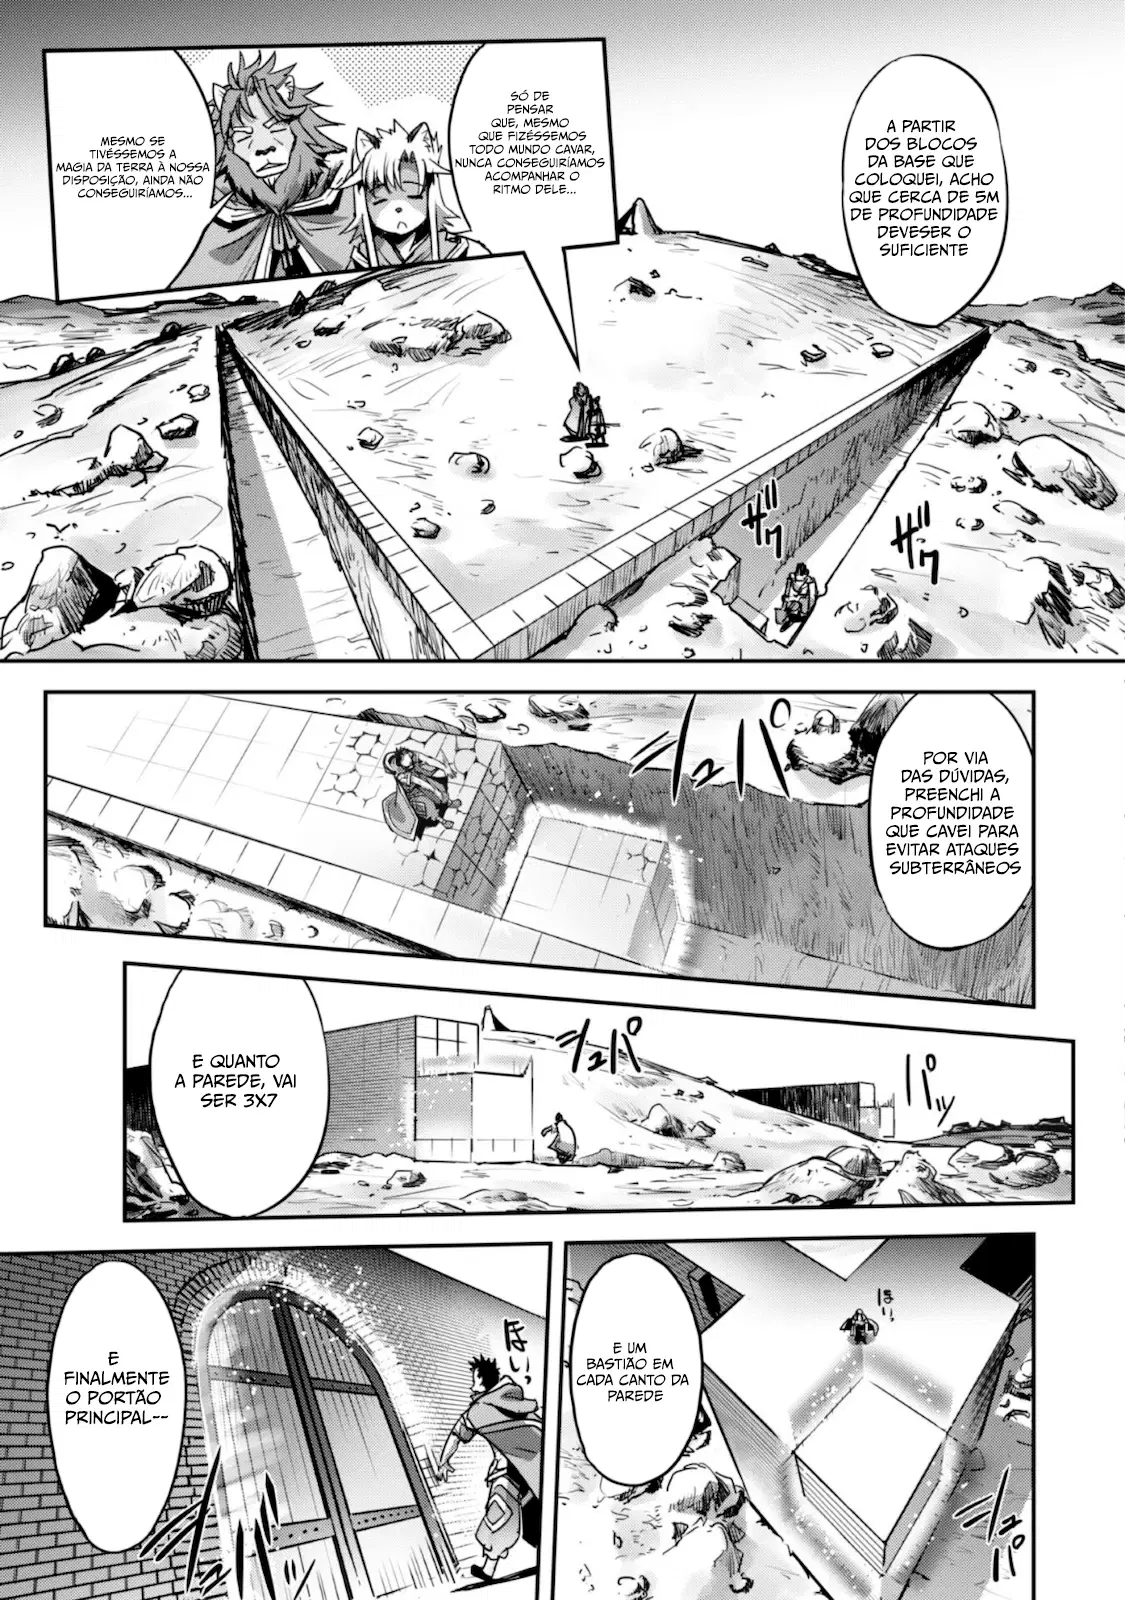 A PARTIR
DOS BLOCOS
DA BASE QUE
COLOQUEI, ACHO
QUE CERCA DE 5M
DE PROFUNDIDADE
DEVESER O
SUFICIENTE
SÓ DE
PENSAR
QUE, MESMO
QUE FIZÉSSEMOS
TODO MUNDO CAVAR,
NUNCA CONSEGUIRÍAMOS
ACOMPANHAR O
RITMO DELE...
MESMO SE
TIVÉSSEMOS A
MAGIA DA TERRA À NOSSA
DISPOSIÇÃO, AINDA NÃO
CONSEGUIRÍAMOS...
ザク
ザク
POR VIA
DAS DÚVIDAS,
PREENCHI A
PROFUNDIDADE
QUE CAVEI PARA
EVITAR ATAQUES
SUBTERRÂNEOS
シュパ
E QUANTO
A PAREDE, VAI
SER 3X7
シュパ
パッ
E UM
BASTIÃO EM
CADA CANTO DA
PAREDE
ほいっ
E
FINALMENTE
O PORTÃO
PRINCIPAL--
ほいっ